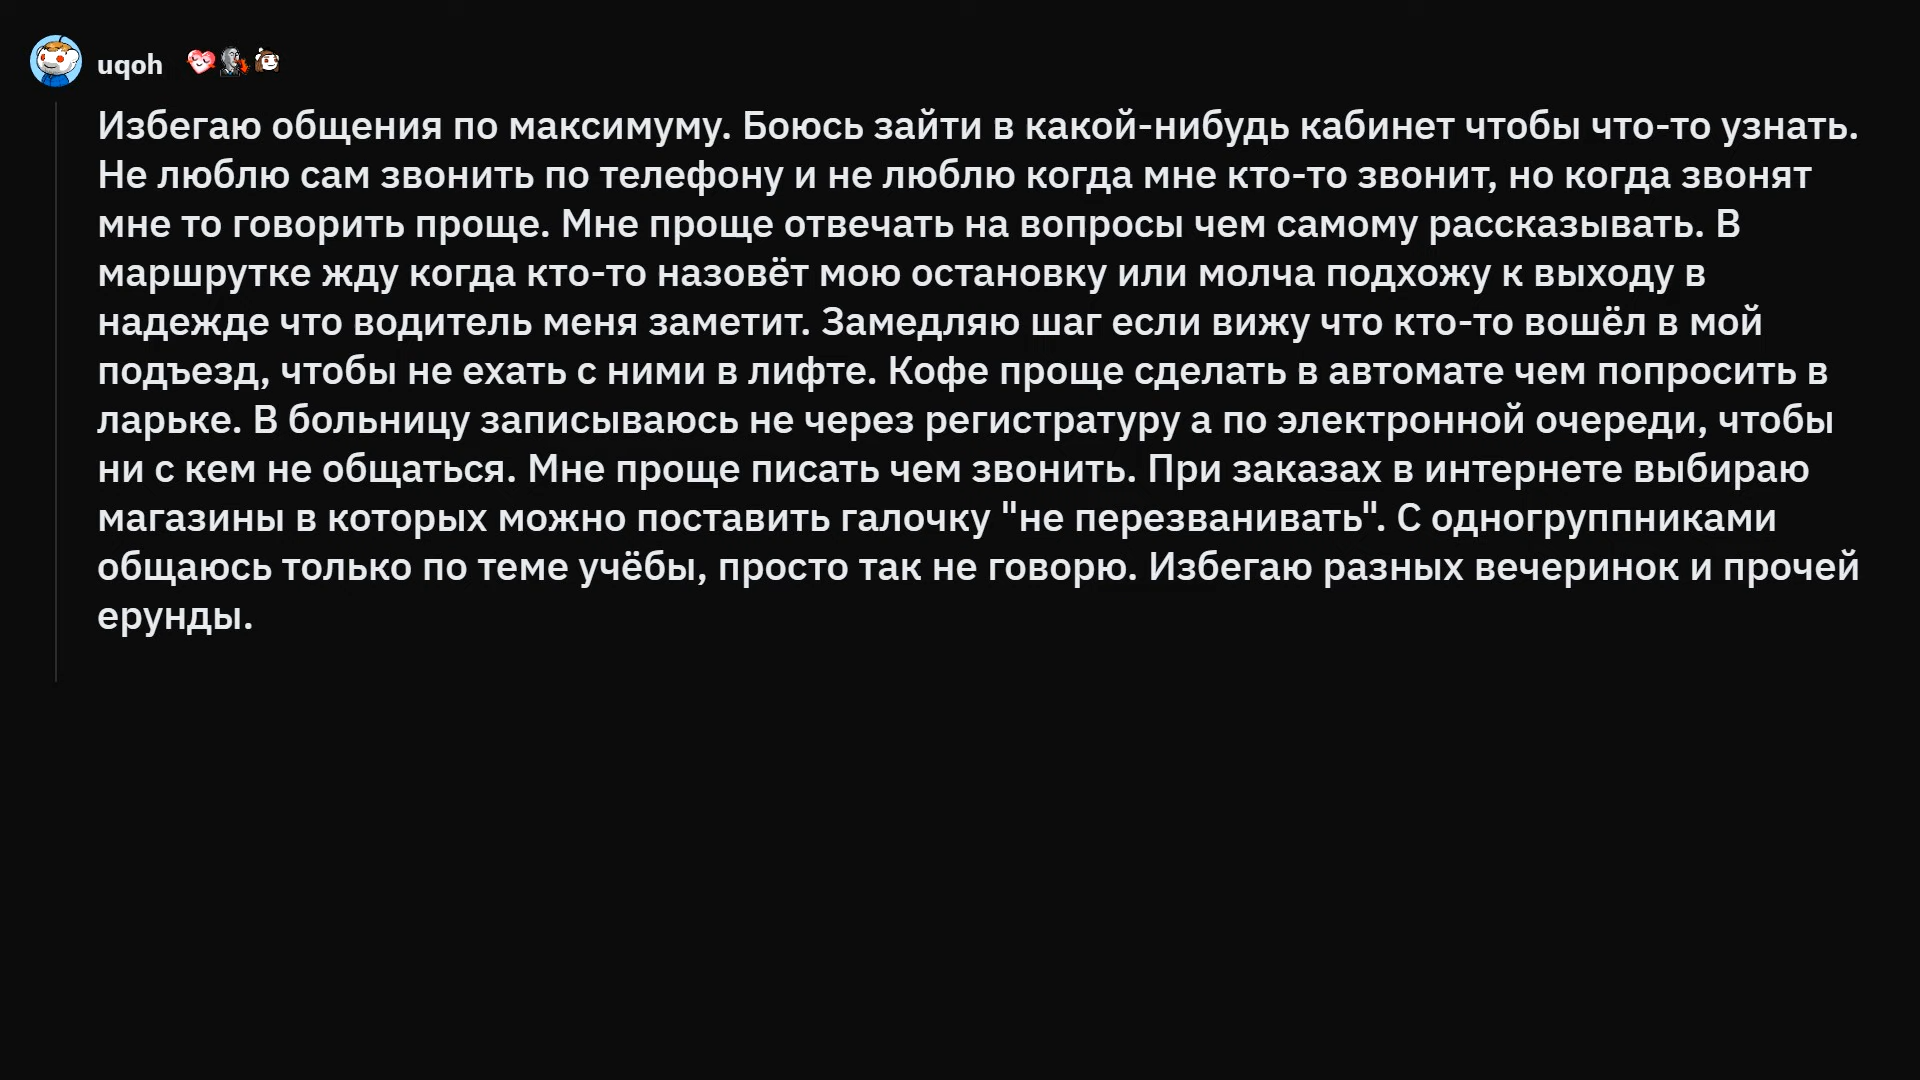 uqoh
Избегаю общения по максимуму. Боюсь зайти в какой-нибудь кабинет чтобы что-то узнать.
Не люблю сам звонить по телефону и не люблю когда мне кто-то звонит, но когда звонят
мне то говорить проще. Мне проще отвечать на вопросы чем самому рассказывать. В
маршрутке жду когда кто-то назовёт мою остановку или молча подхожу к выходу в
надежде что водитель меня заметит. Замедляю шаг если вижу что кто-то вошёл в мой
подъезд, чтобы не ехать с ними в лифте. Кофе проще сделать в автомате чем попросить в
ларьке. В больницу записываюсь не через регистратуру а по электронной очереди, чтобы
ни с кем не общаться. Мне проще писать чем звонить. При заказах в интернете выбираю
магазины в которых можно поставить галочку "не перезванивать". С одногруппниками
общаюсь только по теме учёбы, просто так не говорю. Избегаю разных вечеринок и прочей
ерунды.